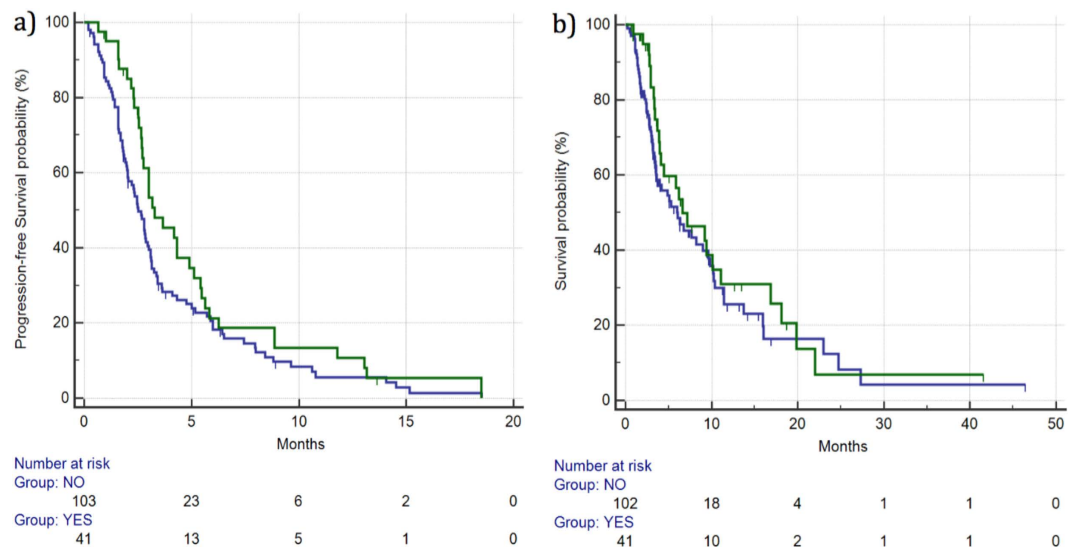 a)
Progression-free Survival probability (%)
100
80
60
40
20
0
0 5 10 15 20
Months
Number at risk
Group: NO
103 23 6 2 0
Group: YES
41 13 5 1 0
b)
Survival probability (%)
100
80
60
40
20
0
0 10 20 30 40 50
Months
Number at risk
Group: NO
102 18 4 1 1 0
Group: YES
41 10 2 1 1 0